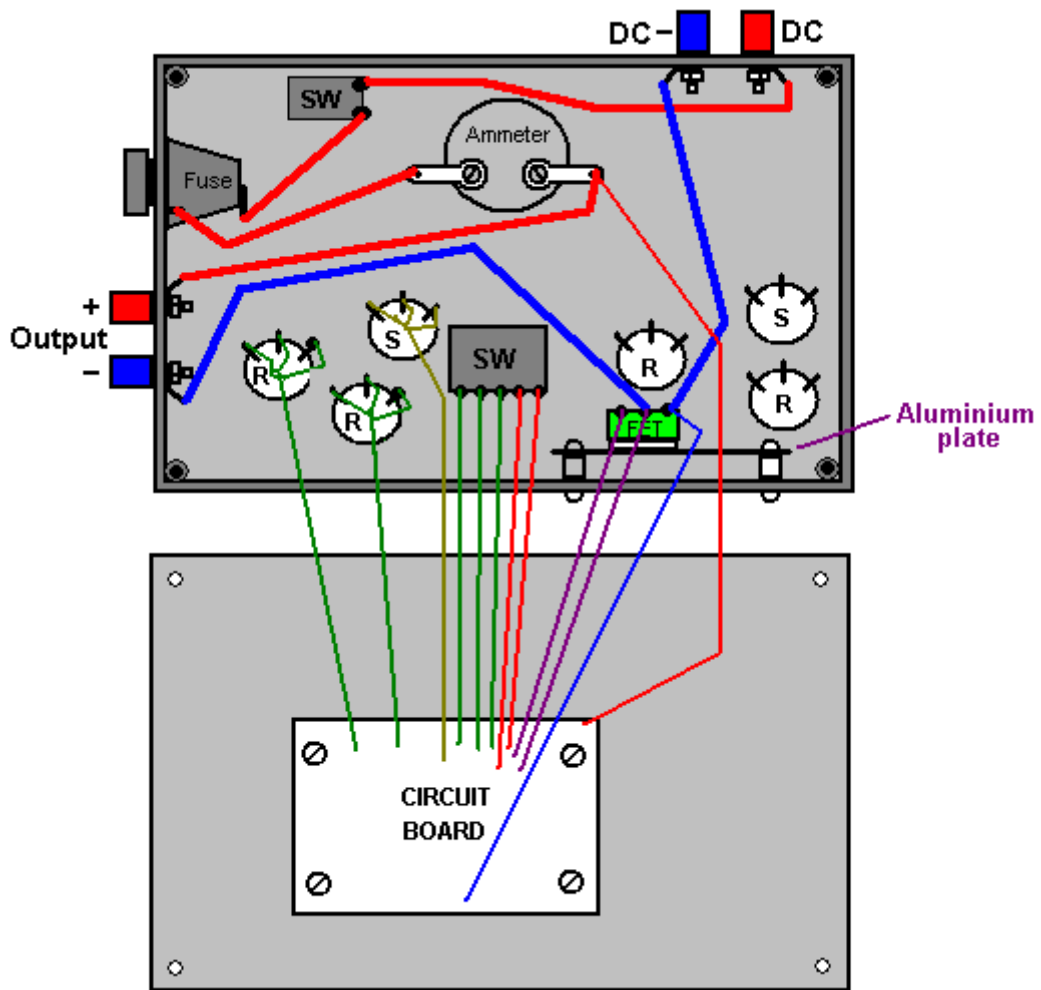 DC- DC
SW
Ammeter
Fuse
+
Output
-
S
S
R
R
SW
R
R
FET
Aluminium
plate
CIRCUIT
BOARD